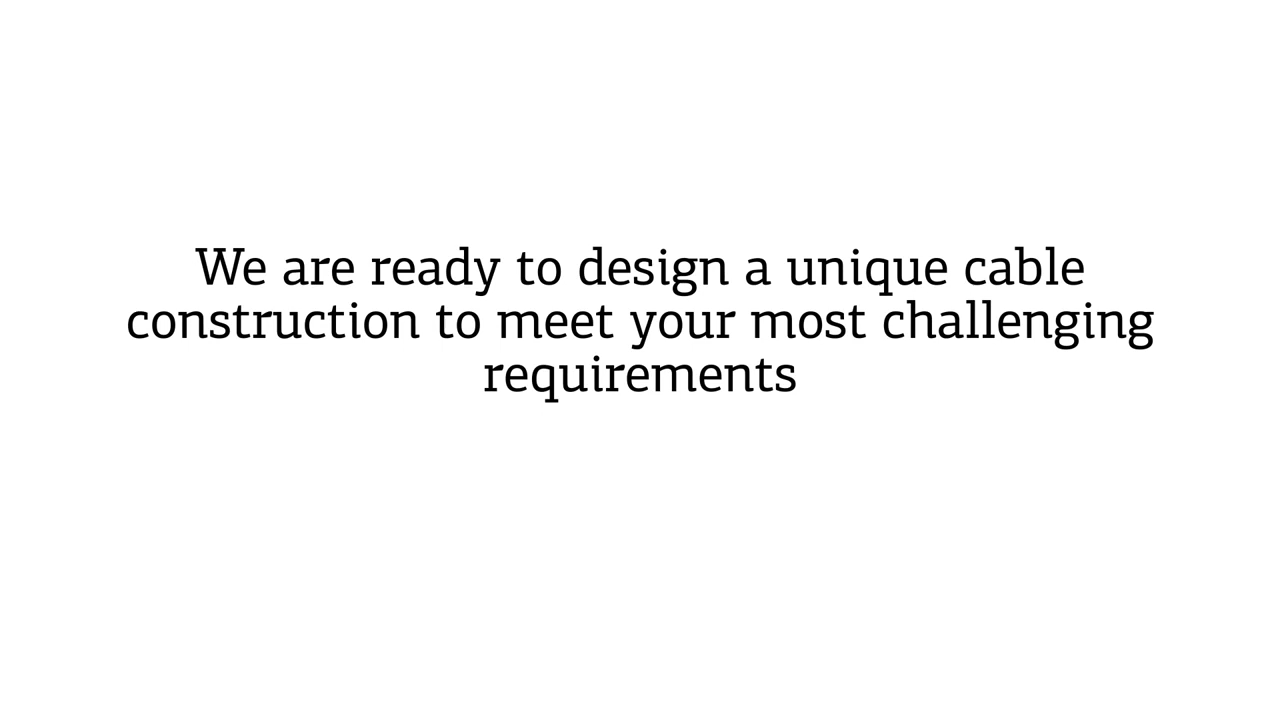 We are ready to design a unique cable
construction to meet your most challenging
requirements